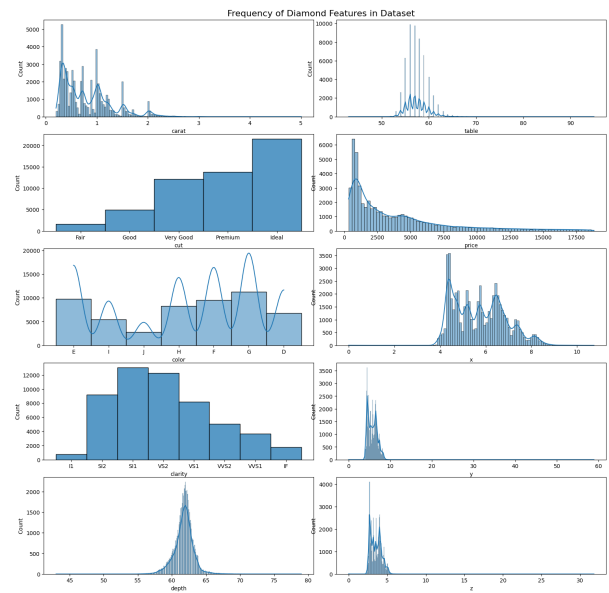 Frequency of Diamond Features in Dataset
5000
4000
3000
2000
1000
0
Count
0
1
2
3
4
5
carat
10000
8000
6000
4000
2000
0
Count
50
60
70
80
90
table
20000
15000
10000
5000
0
Count
Fair
Good
Very Good
Premium
Ideal
cut
6000
5000
4000
3000
2000
1000
0
Count
0
2500
5000
7500
10000
12500
15000
17500
price
20000
15000
10000
5000
0
Count
E
I
J
H
F
G
D
color
3500
3000
2500
2000
1500
1000
500
0
Count
0
2
4
6
8
10
x
12000
10000
8000
6000
4000
2000
0
Count
I1
SI2
SI1
VS2
VS1
VVS2
VVS1
IF
clarity
3500
3000
2500
2000
1500
1000
500
0
Count
0
10
20
30
40
50
60
y
2000
1500
1000
500
0
Count
45
50
55
60
65
70
75
80
depth
4000
3000
2000
1000
0
Count
0
5
10
15
20
25
30
z